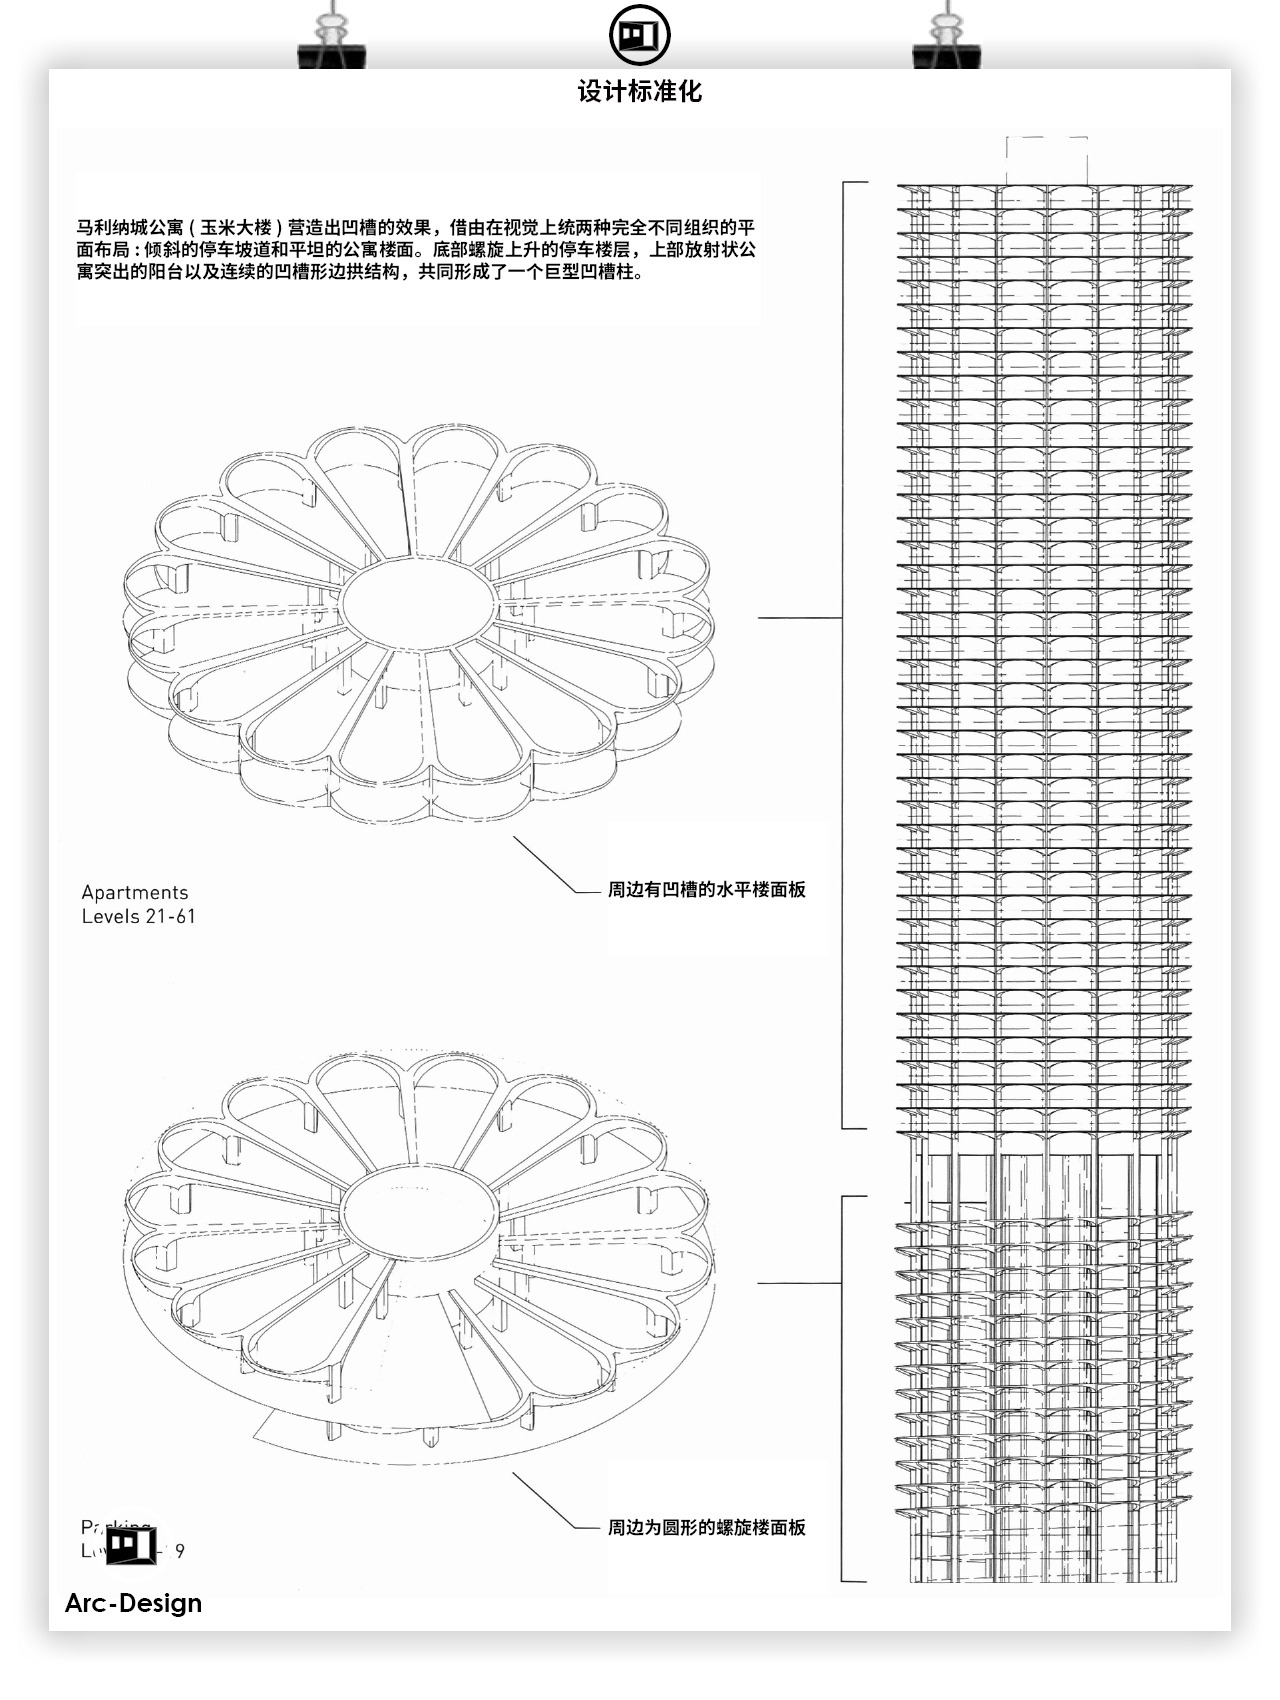 设计标准化
马利纳城公寓（玉米大楼）营造出凹槽的效果，借由在视觉上统两种完全不同组织的平
面布局：倾斜的停车坡道和平坦的公寓楼面。底部螺旋上升的停车楼层，上部放射状公
寓突出的阳台以及连续的凹槽形边拱结构，共同形成了一个巨型凹槽柱。
周边有凹槽的水平楼面板
Apartments
Levels 21-61
周边为圆形的螺旋楼面板
9
Arc-Design